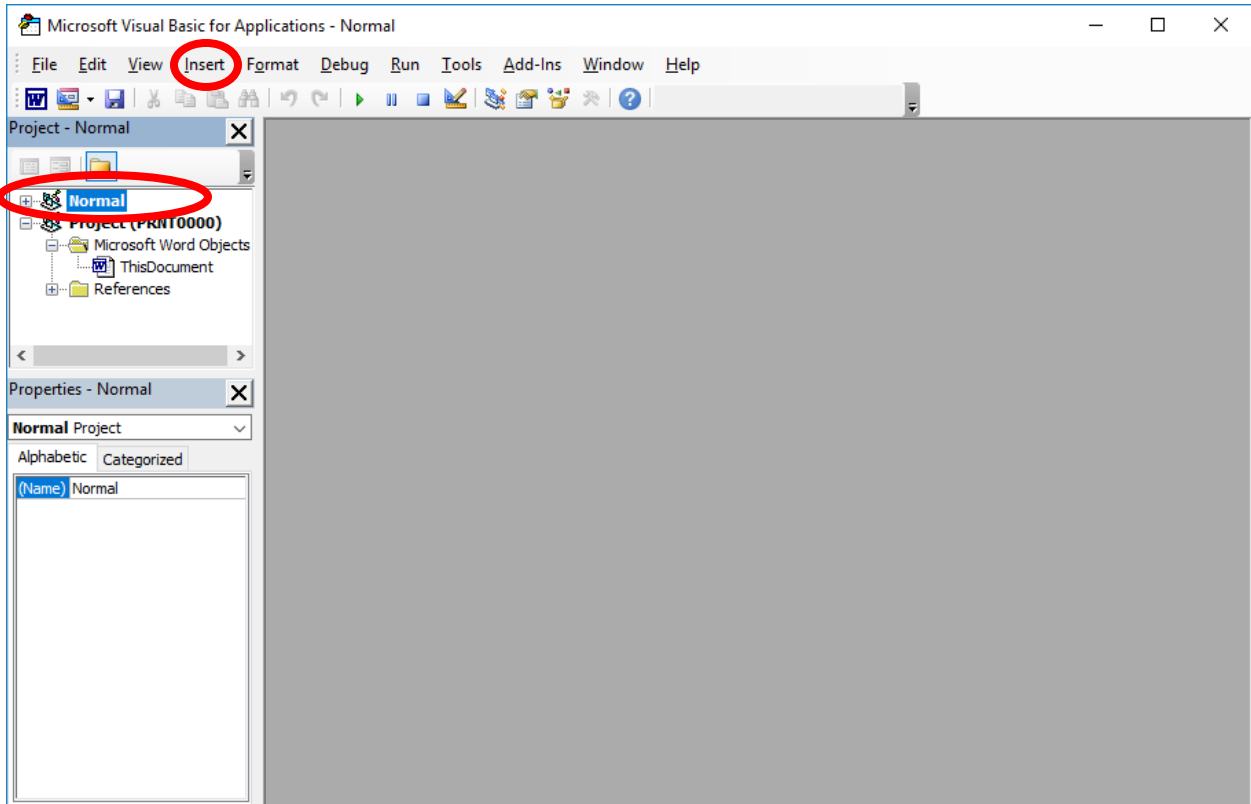 Microsoft Visual Basic for Applications - Normal
File Edit View Insert Format Debug Run Tools Add-Ins Window Help
Project - Normal
Normal
Project (PRNT0000)
Microsoft Word Objects
ThisDocument
References
Properties - Normal
Normal Project
Alphabetic Categorized
(Name) Normal